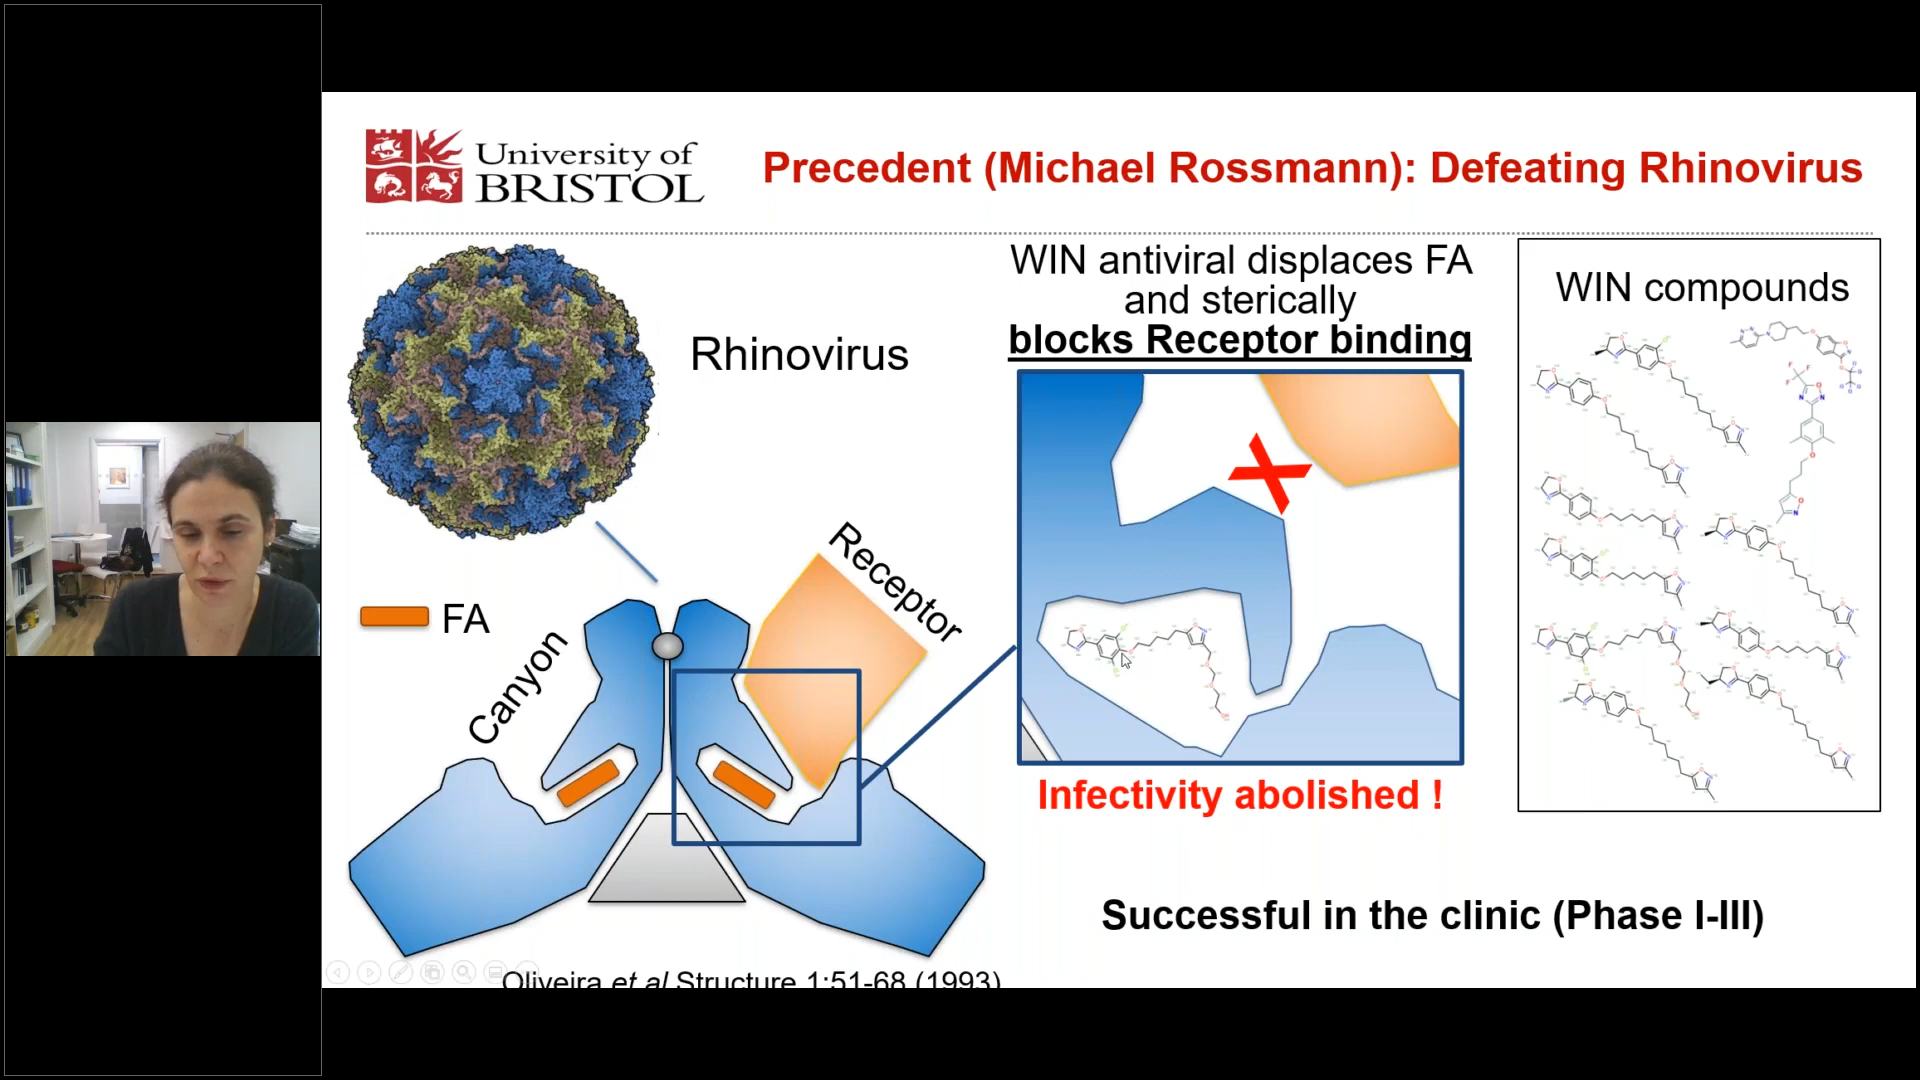 University of
BRISTOL
Precedent (Michael Rossmann): Defeating Rhinovirus
Rhinovirus
FA
Canyon
Receptor
WIN antiviral displaces FA
and sterically
blocks Receptor binding
Infectivity abolished !
WIN compounds
Successful in the clinic (Phase I-III)
Oliveira et al Structure 1:51-68 (1993)